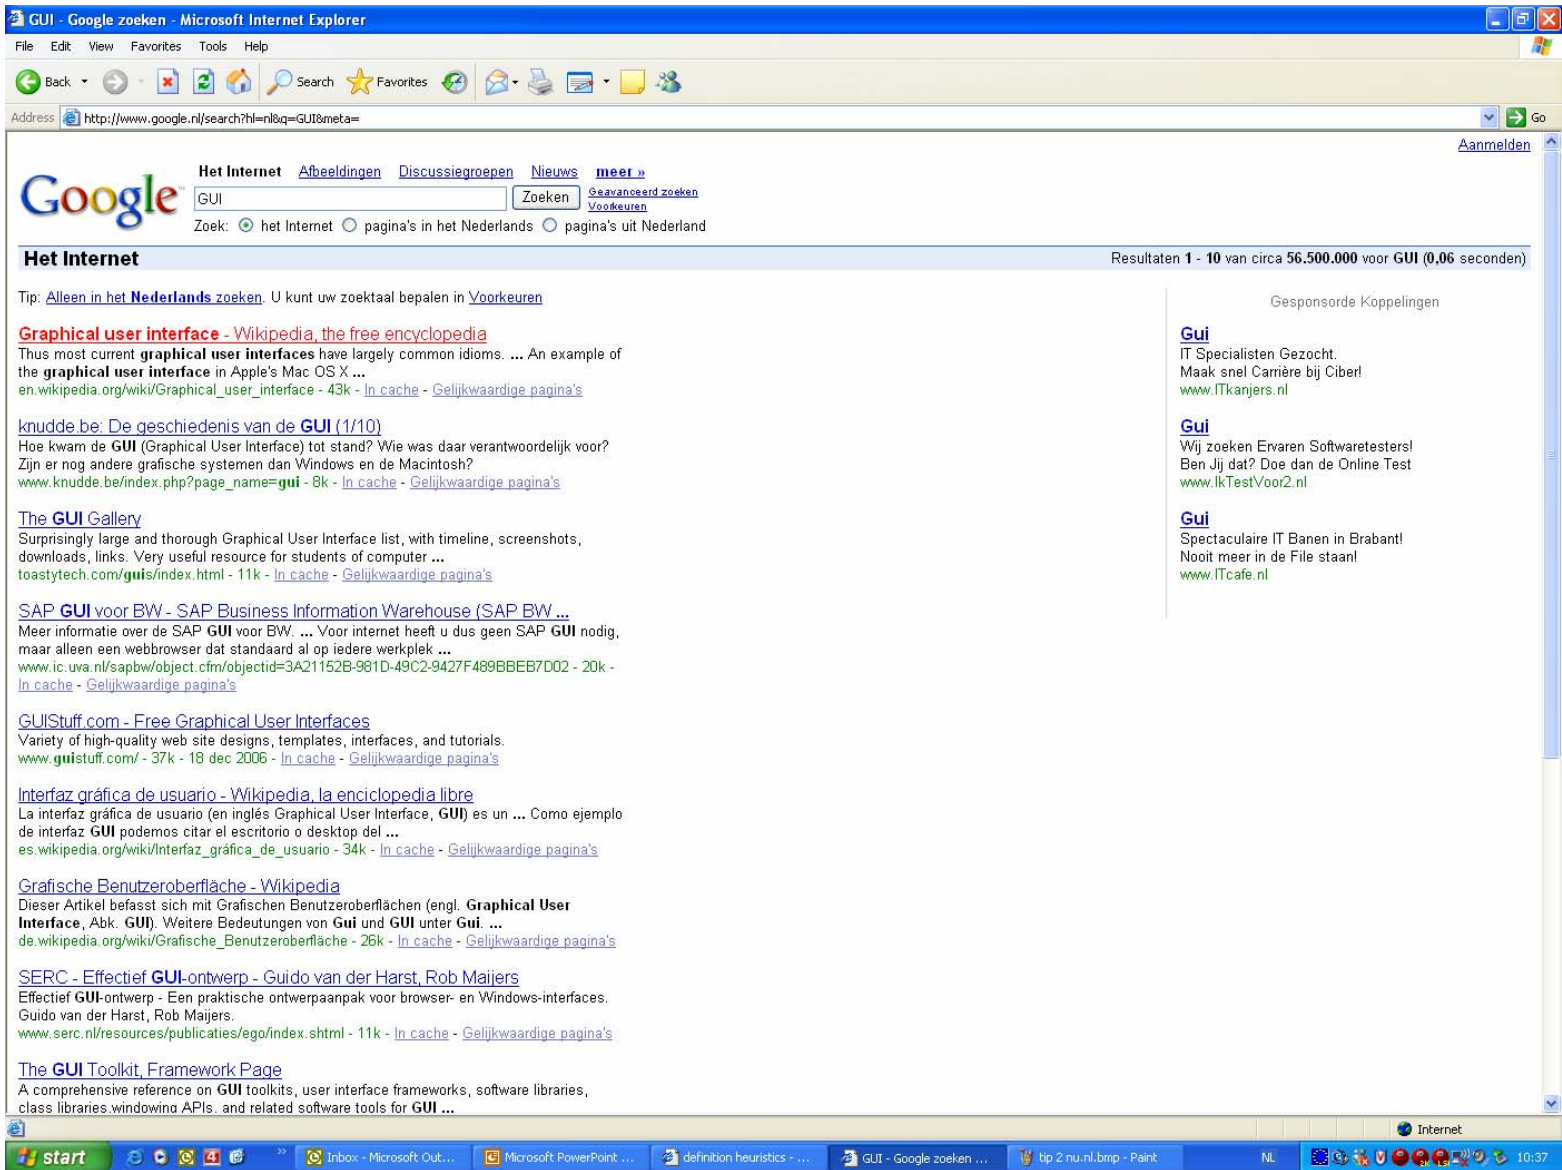 GUI - Google zoeken - Microsoft Internet Explorer
File Edit View Favorites Tools Help
Back Search Favorites
Address http://www.google.nl/search?hl=nl&q=GUI&meta= Go
Aanmelden
Google™
Het Internet Afbeeldingen Discussiegroepen Nieuws meer »
GUI Zoeken Geavanceerd zoeken
Voorkeuren
Zoek: het Internet pagina's in het Nederlands pagina's uit Nederland
Het Internet Resultaten 1 - 10 van circa 56.500.000 voor GUI (0,06 seconden)
Tip: Alleen in het Nederlands zoeken. U kunt uw zoektaal bepalen in Voorkeuren
Graphical user interface - Wikipedia, the free encyclopedia
Thus most current graphical user interfaces have largely common idioms. ... An example of
the graphical user interface in Apple's Mac OS X ...
en.wikipedia.org/wiki/Graphical_user_interface - 43k - In cache - Gelijkwaardige pagina's
knudde.be: De geschiedenis van de GUI (1/10)
Hoe kwam de GUI (Graphical User Interface) tot stand? Wie was daar verantwoordelijk voor?
Zijn er nog andere grafische systemen dan Windows en de Macintosh?
www.knudde.be/index.php?page_name=gui - 8k - In cache - Gelijkwaardige pagina's
The GUI Gallery
Surprisingly large and thorough Graphical User Interface list, with timeline, screenshots,
downloads, links. Very useful resource for students of computer ...
toastytech.com/guis/index.html - 11k - In cache - Gelijkwaardige pagina's
SAP GUI voor BW - SAP Business Information Warehouse (SAP BW ...
Meer informatie over de SAP GUI voor BW. ... Voor internet heeft u dus geen SAP GUI nodig,
maar alleen een webbrowser dat standaard al op iedere werkplek ...
www.ic.uva.nl/sapbw/object.cfm/objectid=3A21152B-981D-49C2-9427F489BBEB7D02 - 20k -
In cache - Gelijkwaardige pagina's
GUIStuff.com - Free Graphical User Interfaces
Variety of high-quality web site designs, templates, interfaces, and tutorials.
www.guistuff.com/ - 37k - 18 dec 2006 - In cache - Gelijkwaardige pagina's
Interfaz gráfica de usuario - Wikipedia, la enciclopedia libre
La interfaz gráfica de usuario (en inglés Graphical User Interface, GUI) es un ... Como ejemplo
de interfaz GUI podemos citar el escritorio o desktop del ...
es.wikipedia.org/wiki/Interfaz_gráfica_de_usuario - 34k - In cache - Gelijkwaardige pagina's
Grafische Benutzeroberfläche - Wikipedia
Dieser Artikel befasst sich mit Grafischen Benutzeroberflächen (engl. Graphical User
Interface, Abk. GUI). Weitere Bedeutungen von Gui und GUI unter Gui. ...
de.wikipedia.org/wiki/Grafische_Benutzeroberfläche - 26k - In cache - Gelijkwaardige pagina's
SERC - Effectief GUI-ontwerp - Guido van der Harst, Rob Maijers
Effectief GUI-ontwerp - Een praktische ontwerpaanpak voor browser- en Windows-interfaces.
Guido van der Harst, Rob Maijers.
www.serc.nl/resources/publicaties/ego/index.shtml - 11k - In cache - Gelijkwaardige pagina's
The GUI Toolkit, Framework Page
A comprehensive reference on GUI toolkits, user interface frameworks, software libraries,
class libraries,windowing APIs, and related software tools for GUI ...
Gesponsorde Koppelingen
Gui
IT Specialisten Gezocht.
Maak snel Carrière bij Ciber!
www.ITkanjers.nl
Gui
Wij zoeken Ervaren Softwaretesters!
Ben Jij dat? Doe dan de Online Test
www.IkTestVoor2.nl
Gui
Spectaculaire IT Banen in Brabant!
Nooit meer in de File staan!
www.ITcafe.nl
Internet
start Inbox - Microsoft Out... Microsoft PowerPoint ... definition heuristics - ... GUI - Google zoeken ... tip 2 nu.nl.bmp - Paint NL 10:37